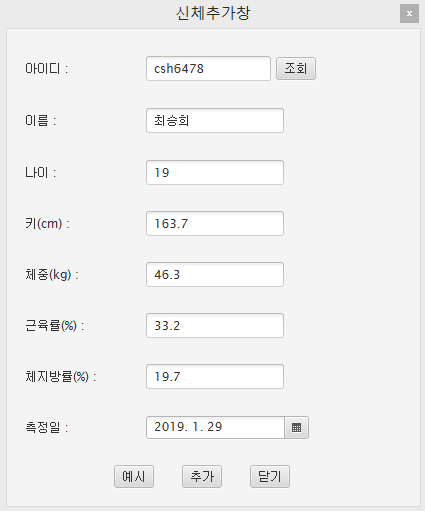 신체추가창
x
아이디 : csh6478 조회
이름 : 최승희
나이 : 19
키(cm) : 163.7
체중(kg) : 46.3
근육률(%) : 33.2
체지방률(%) : 19.7
측정일 : 2019. 1. 29
예시 추가 닫기